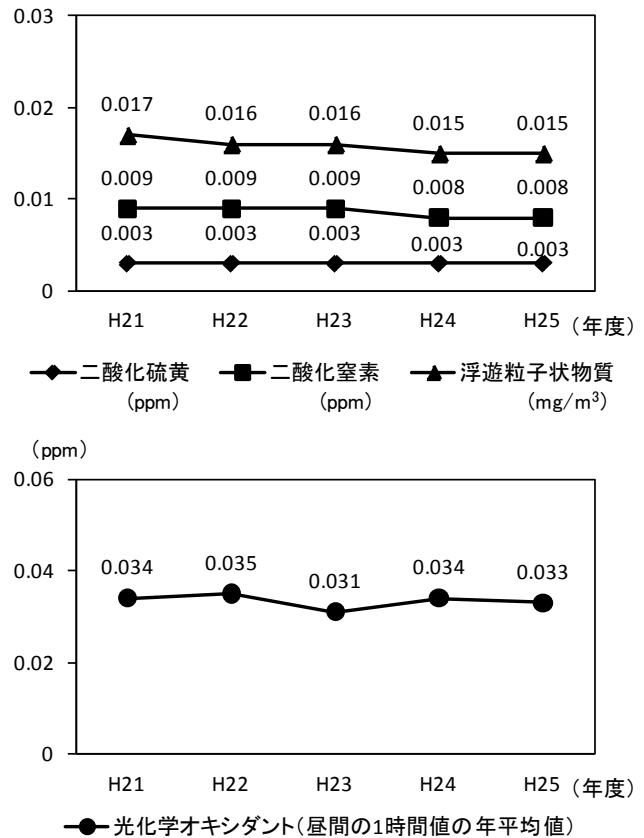 0.03
0.02
0.01
0
0.017
0.016
0.016
0.015
0.015
0.009
0.009
0.009
0.008
0.008
0.003
0.003
0.003
0.003
0.003
H21
H22
H23
H24
H25
（年度）
二酸化硫黄
(ppm)
二酸化窒素
(ppm)
浮遊粒子状物質
(mg/m³)
（ppm）
0.06
0.04
0.02
0
0.034
0.035
0.031
0.034
0.033
H21
H22
H23
H24
H25
（年度）
光化学オキシダント（昼間の1時間値の年平均値）